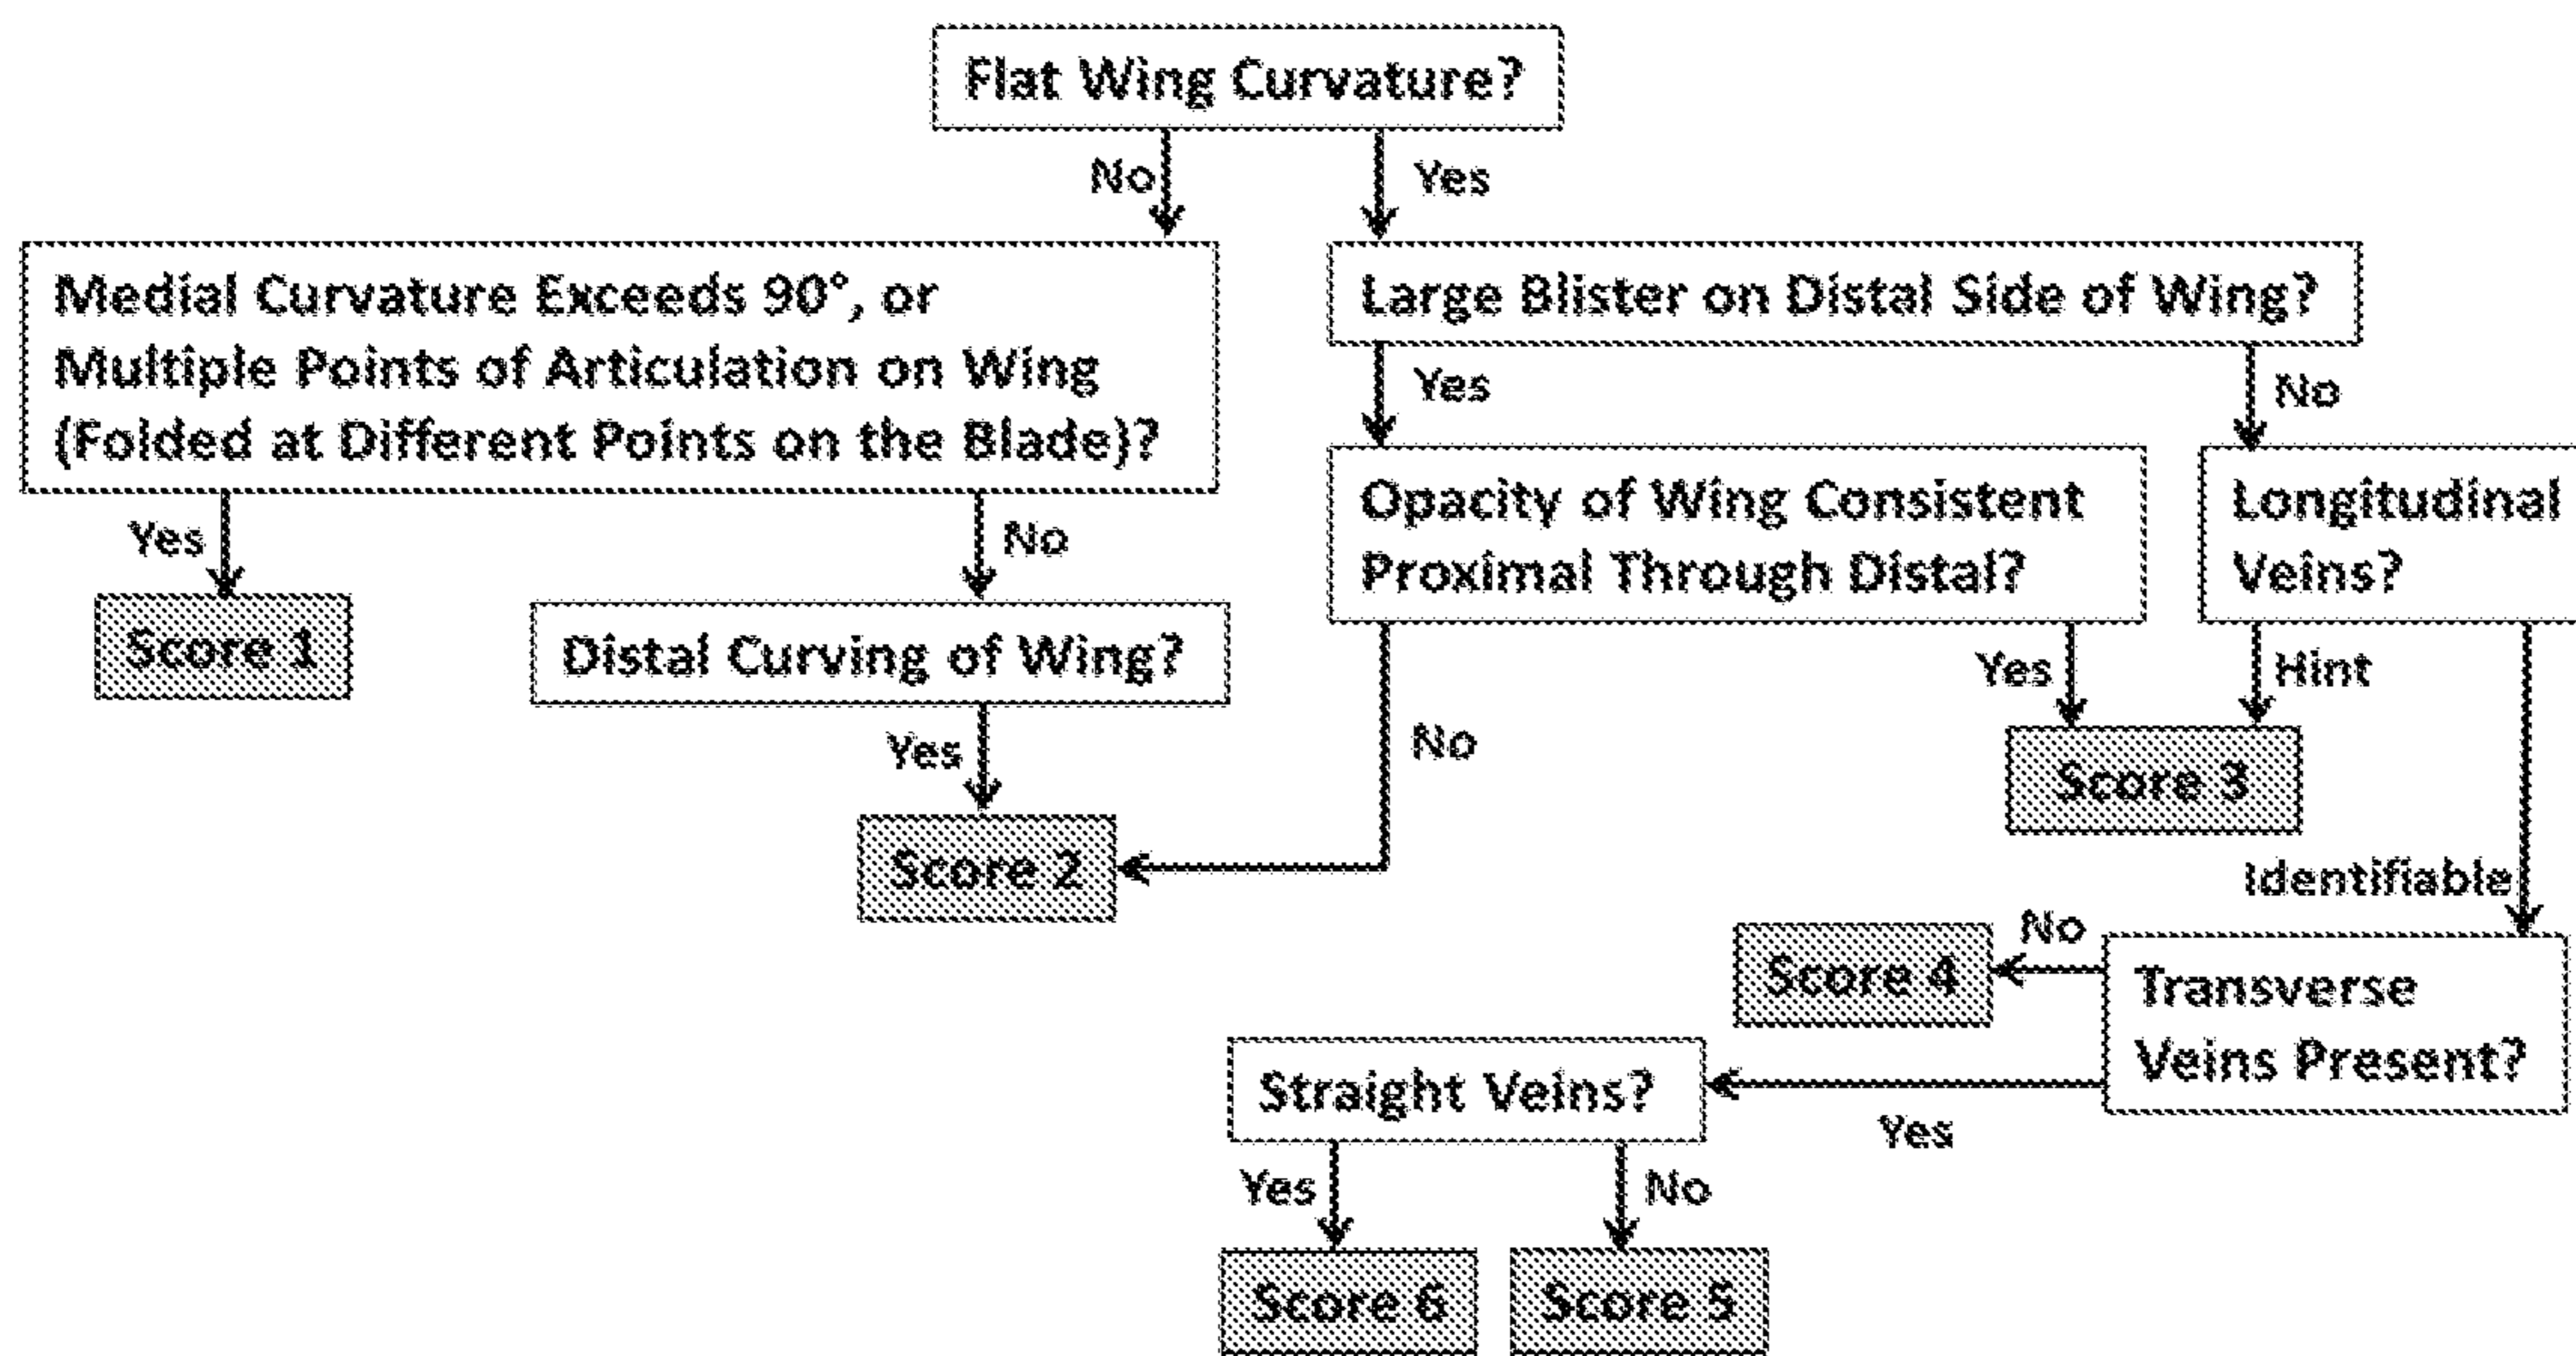 Flat Wing Curvature?
No
Yes
Medial Curvature Exceeds 90°, or
Multiple Points of Articulation on Wing
(Folded at Different Points on the Blade)?
Large Blister on Distal Side of Wing?
Yes
No
Opacity of Wing Consistent
Proximal Through Distal?
Longitudinal
Veins?
Yes
No
Score 1
Distal Curving of Wing?
Yes
Hint
Yes
No
Score 3
Score 2
Identifiable
No
Score 4
Transverse
Veins Present?
Straight Veins?
Yes
Yes
No
Score 6
Score 5